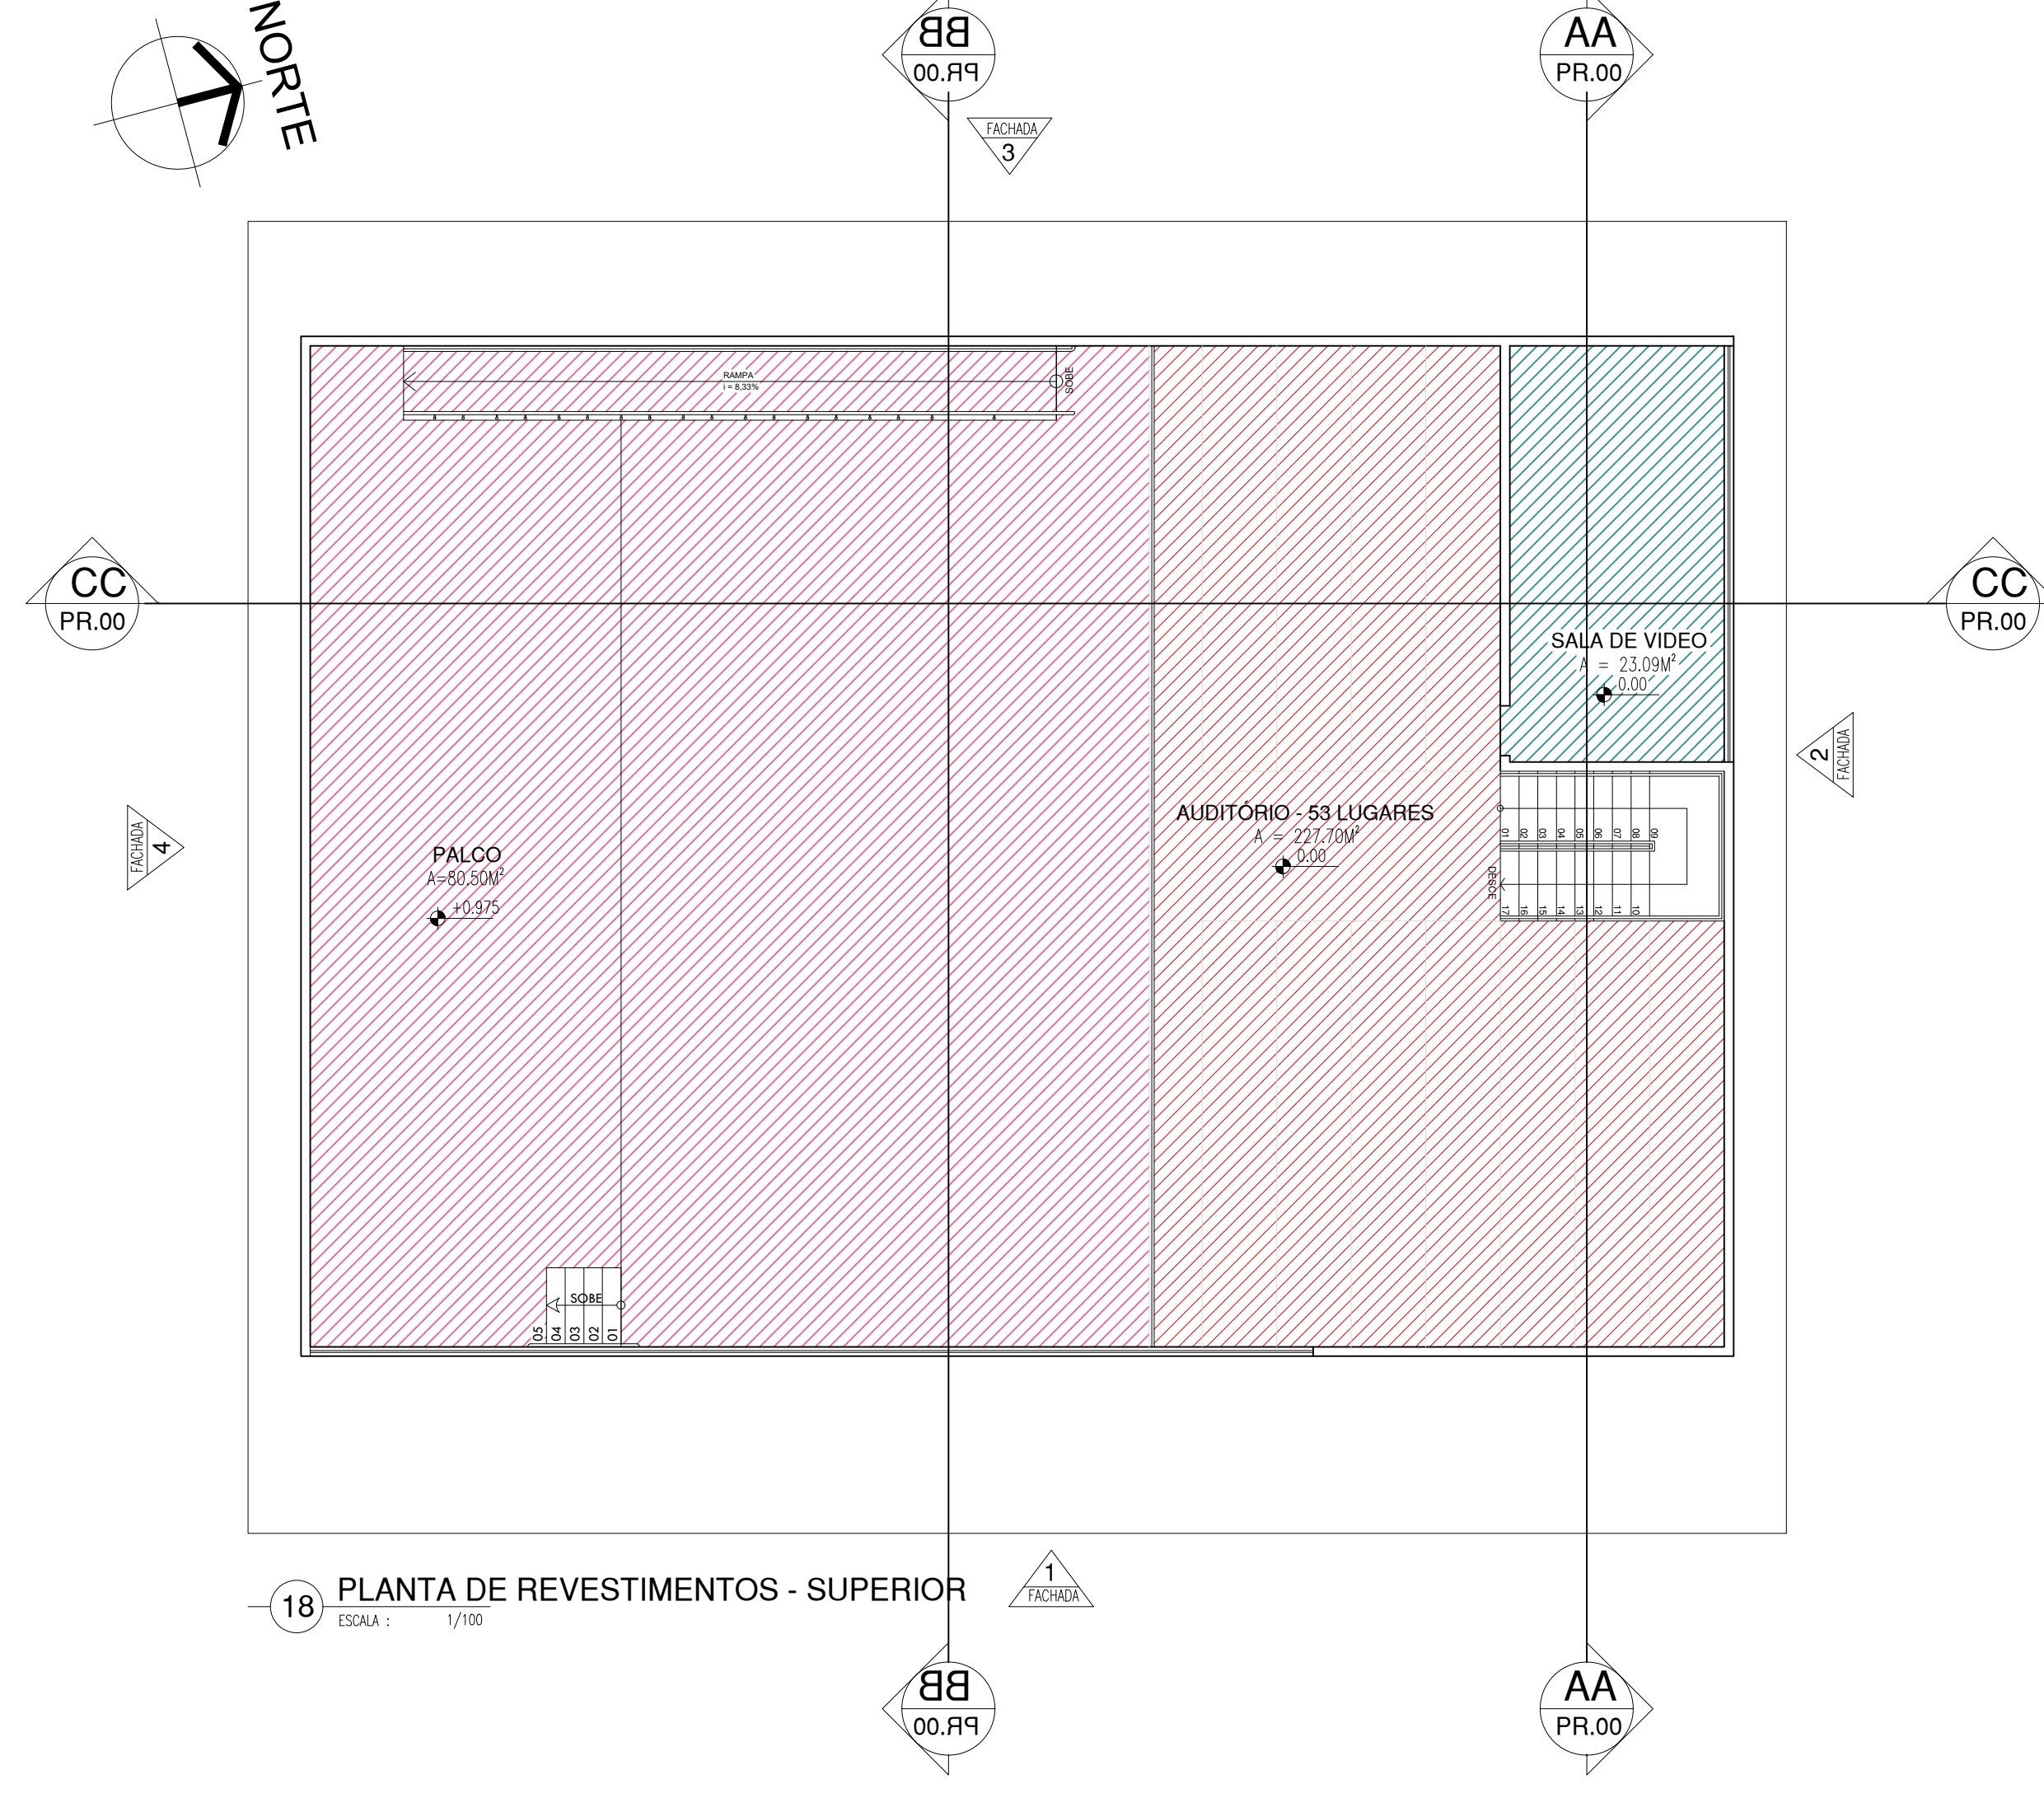 NORTE
BB
PR.00
AA
PR.00
FACHADA
3
RAMPA
i = 8,33%
SOBE
CC
PR.00
CC
PR.00
SALA DE VIDEO
A = 23.09M²
0.00
2
FACHADA
FACHADA
4
AUDITÓRIO - 53 LUGARES
A = 227.70M²
0.00
01 02 03 04 05 06 07 08 09
DESCE
17 16 15 14 13 12 11 10
PALCO
A=80.50M²
+0.975
SOBE
05 04 03 02 01
1
FACHADA
18 PLANTA DE REVESTIMENTOS - SUPERIOR
ESCALA : 1/100
BB
PR.00
AA
PR.00